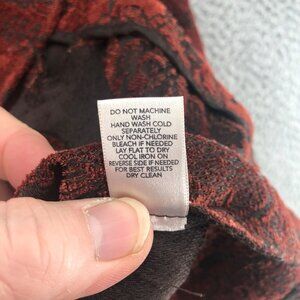 DO NOT MACHINE
WASH
HAND WASH COLD
SEPARATELY
ONLY NON-CHLORINE
BLEACH IF NEEDED
LAY FLAT TO DRY
COOL IRON ON
REVERSE SIDE IF NEEDED
FOR BEST RESULTS
DRY CLEAN